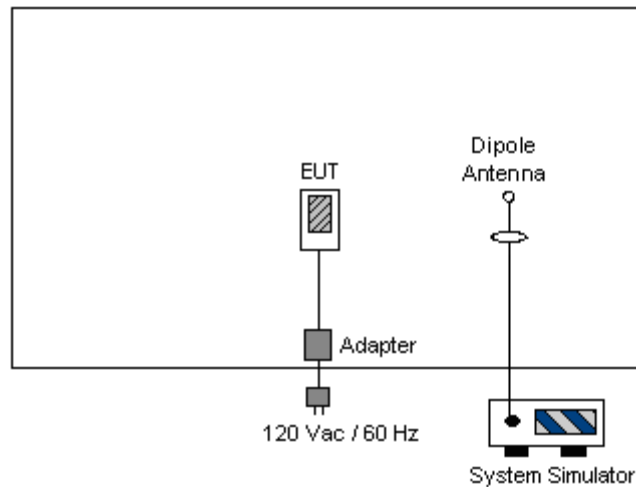 Dipole
Antenna
EUT
Adapter
120 Vac / 60 Hz
System Simulator